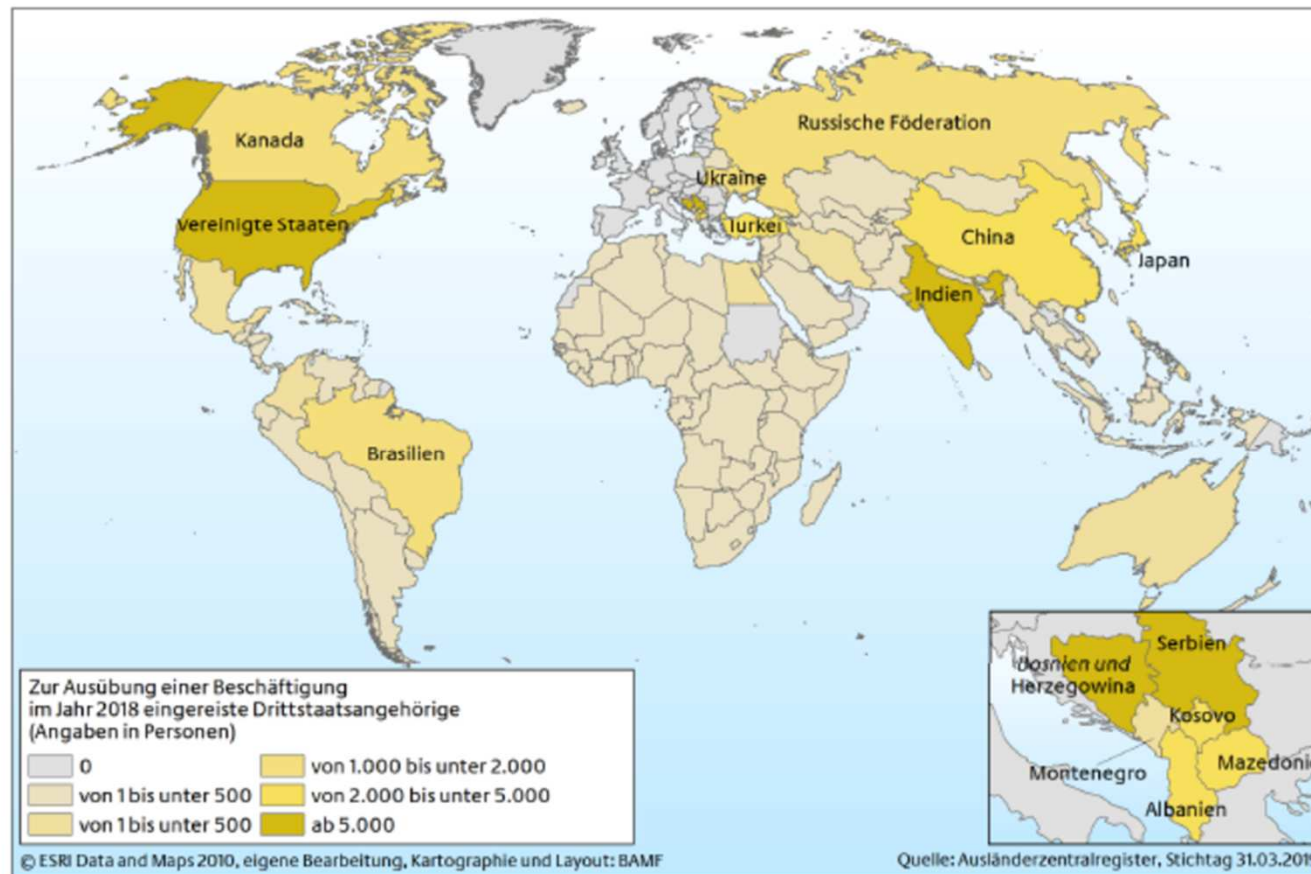 Kanada
Russische Föderation
Ukraine
Vereinigte Staaten
Türkei
China
Japan
Indien
Brasilien
Serbien
Bosnien und
Herzegowina
Kosovo
Montenegro
Mazedonie
Albanien
Zur Ausübung einer Beschäftigung
im Jahr 2018 eingereiste Drittstaatsangehörige
(Angaben in Personen)
0
von 1.000 bis unter 2.000
von 1 bis unter 500
von 2.000 bis unter 5.000
von 1 bis unter 500
ab 5.000
© ESRI Data and Maps 2010, eigene Bearbeitung, Kartographie und Layout: BAMF
Quelle: Ausländerzentralregister, Stichtag 31.03.2019